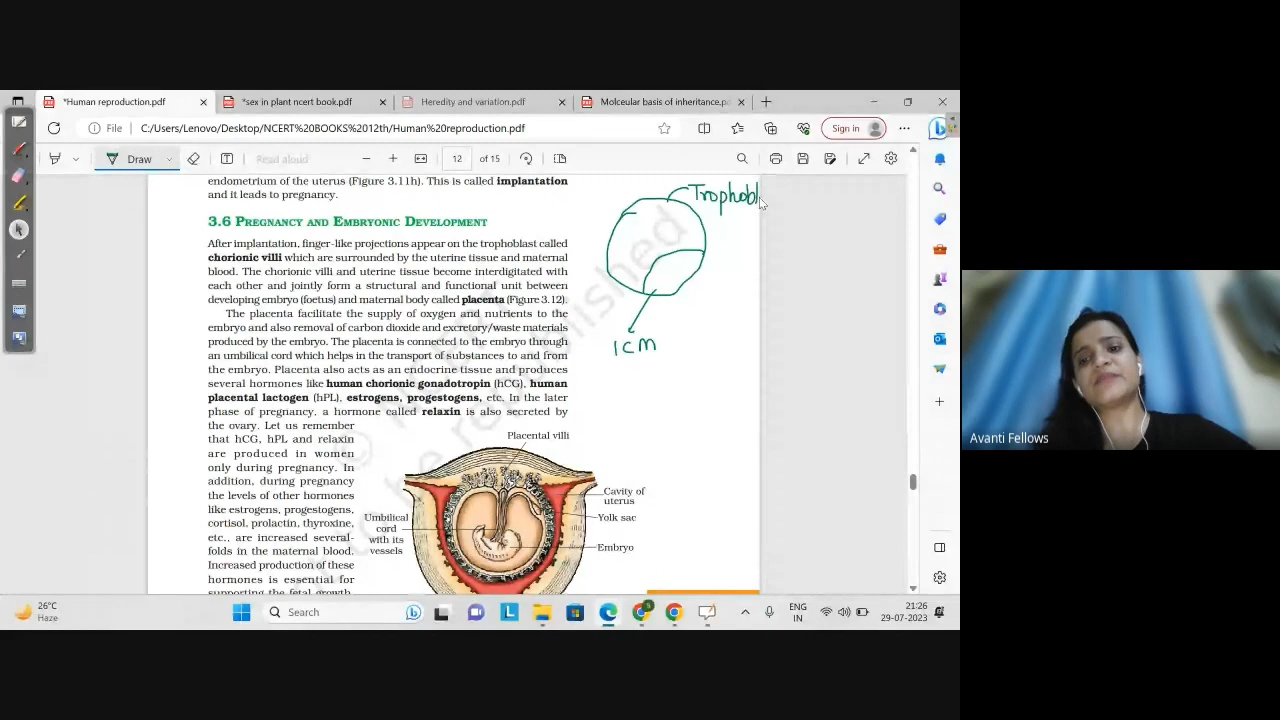 *Human reproduction.pdf
*sex in plant ncert book.pdf
Heredity and variation.pdf
Molceular basis of inheritance.p
File
C:/Users/Lenovo/Desktop/NCERT%20BOOKS%2012th/Human%20reproduction.pdf
Sign in
Draw
Read aloud
12 of 15
endometrium of the uterus (Figure 3.11h). This is called implantation
and it leads to pregnancy.
3.6 PREGNANCY AND EMBRYONIC DEVELOPMENT
After implantation, finger-like projections appear on the trophoblast called
chorionic villi which are surrounded by the uterine tissue and maternal
blood. The chorionic villi and uterine tissue become interdigitated with
each other and jointly form a structural and functional unit between
developing embryo (foetus) and maternal body called placenta (Figure 3.12).
The placenta facilitate the supply of oxygen and nutrients to the
embryo and also removal of carbon dioxide and excretory/waste materials
produced by the embryo. The placenta is connected to the embryo through
an umbilical cord which helps in the transport of substances to and from
the embryo. Placenta also acts as an endocrine tissue and produces
several hormones like human chorionic gonadotropin (hCG), human
placental lactogen (hPL), estrogens, progestogens, etc. In the later
phase of pregnancy, a hormone called relaxin is also secreted by
the ovary. Let us remember
that hCG, hPL and relaxin
are produced in women
only during pregnancy. In
addition, during pregnancy
the levels of other hormones
like estrogens, progestogens,
cortisol, prolactin, thyroxine,
etc., are increased several-
folds in the maternal blood.
Increased production of these
hormones is essential for
supporting the fetal growth,
Placental villi
Cavity of
uterus
Yolk sac
Embryo
Umbilical
cord
with its
vessels
Trophobl
ICM
Avanti Fellows
26°C
Haze
Search
ENG
IN
21:26
29-07-2023